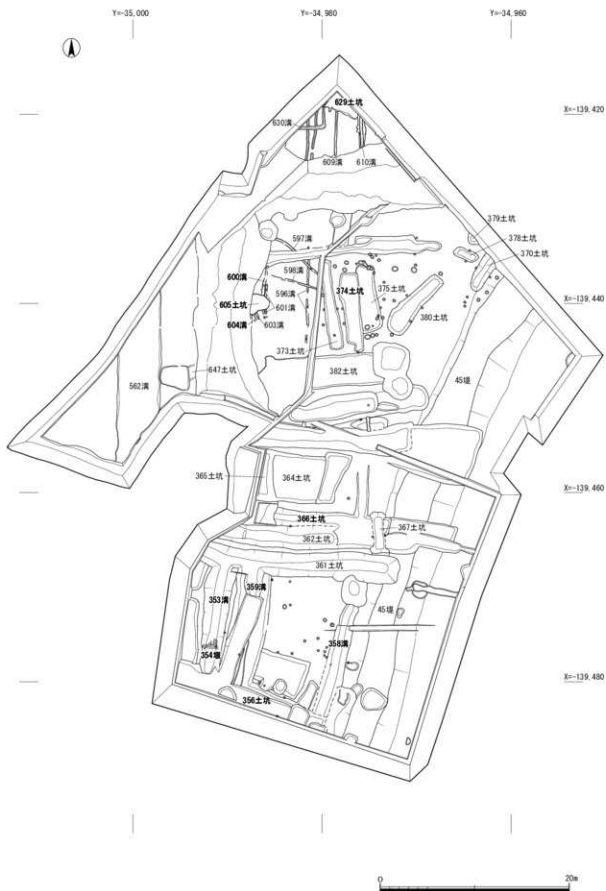 Y=-35,000
Y=-34,980
Y=-34,960
X=-139,420
629土坑
630溝
609溝
610溝
379土坑
378土坑
370土坑
597溝
598溝
600溝
374土坑
375土坑
X=-139,440
605土坑
596溝
601溝
380土坑
604溝
603溝
373土坑
647土坑
382土坑
562溝
45堤
365土坑
364土坑
X=-139,460
366土坑
367土坑
362土坑
361土坑
353溝
359溝
45堤
354堰
358溝
356土坑
X=-139,480
0
20m